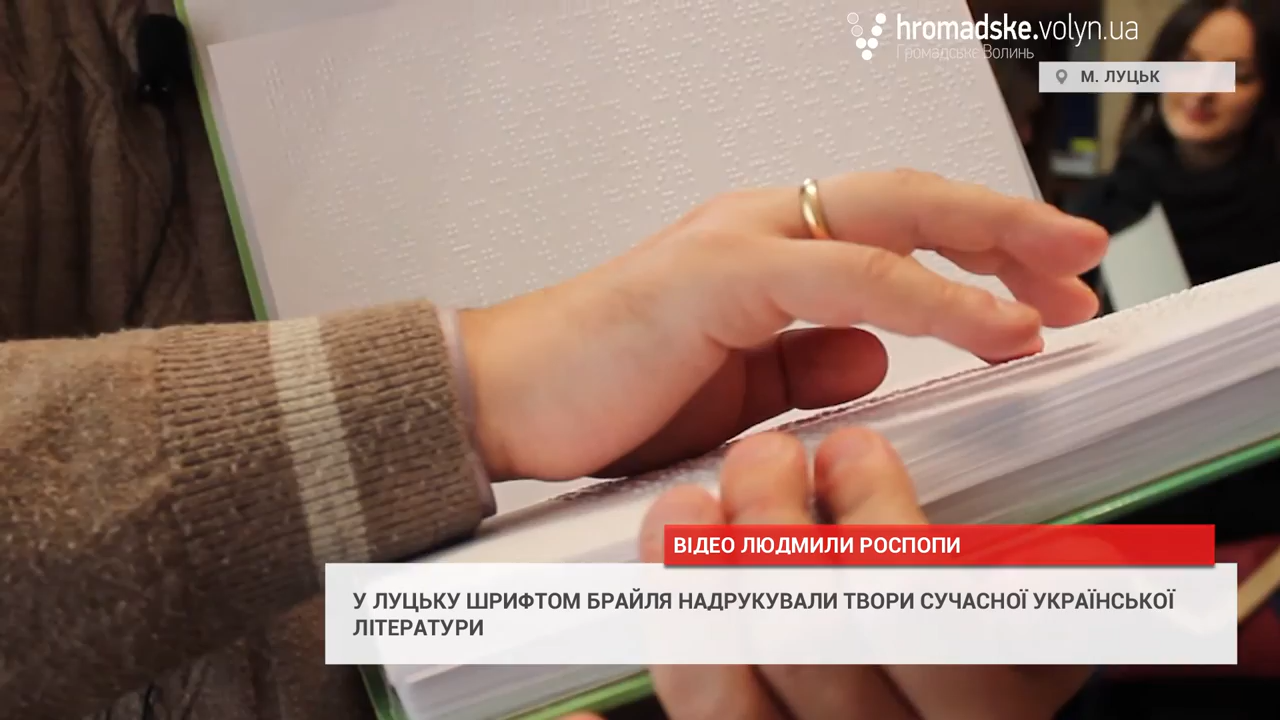 hromadske.volyn.ua
Громадське Волинь
М. ЛУЦЬК
ВІДЕО ЛЮДМИЛИ РОСПОПИ
У ЛУЦЬКУ ШРИФТОМ БРАЙЛЯ НАДРУКУВАЛИ ТВОРИ СУЧАСНОЇ УКРАЇНСЬКОЇ
ЛІТЕРАТУРИ